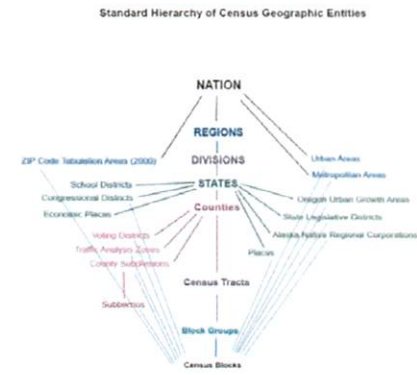 Standard Hierarchy of Census Geographic Entities
NATION
REGIONS
ZIP Code Tabulation Areas (2000)
DIVISIONS
Urban Areas
Metropolitan Areas
School Districts
STATES
Congressional Districts
Oregon Urban Growth Areas
Economic Places
Counties
State Legislative Districts
Voting Districts
Alaska Native Regional Corporations
Traffic Analysis Zones
Places
County Subdivisions
Census Tracts
Subbarrios
Block Groups
Census Blocks